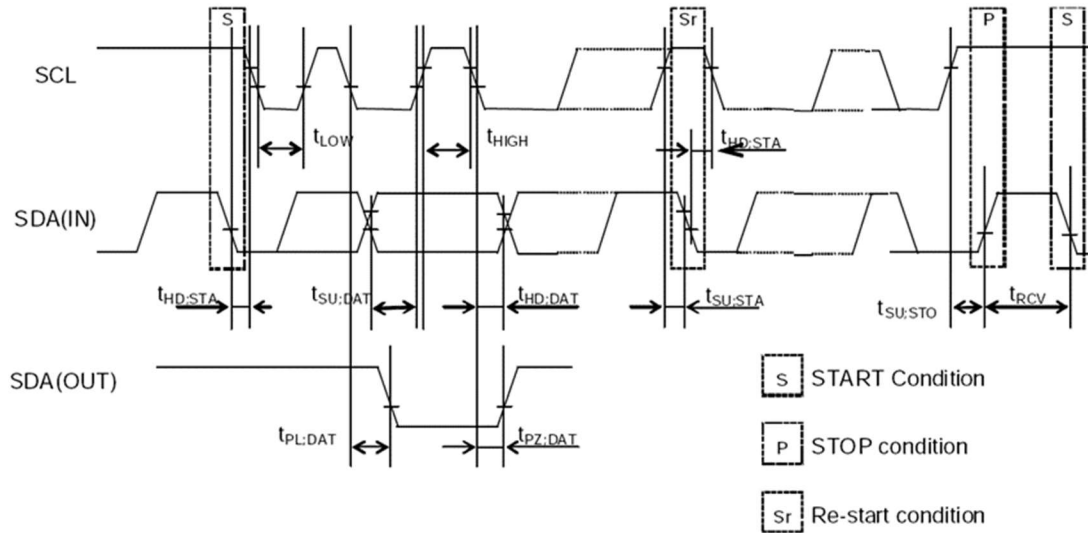 S
Sr
P
S
SCL
tLOW
tHIGH
tHD;STA
SDA(IN)
tHD;STA
tSU;DAT
tHD;DAT
tSU;STA
tSU;STO
tRCV
SDA(OUT)
tPL;DAT
tPZ;DAT
S START Condition
P STOP condition
Sr Re-start condition